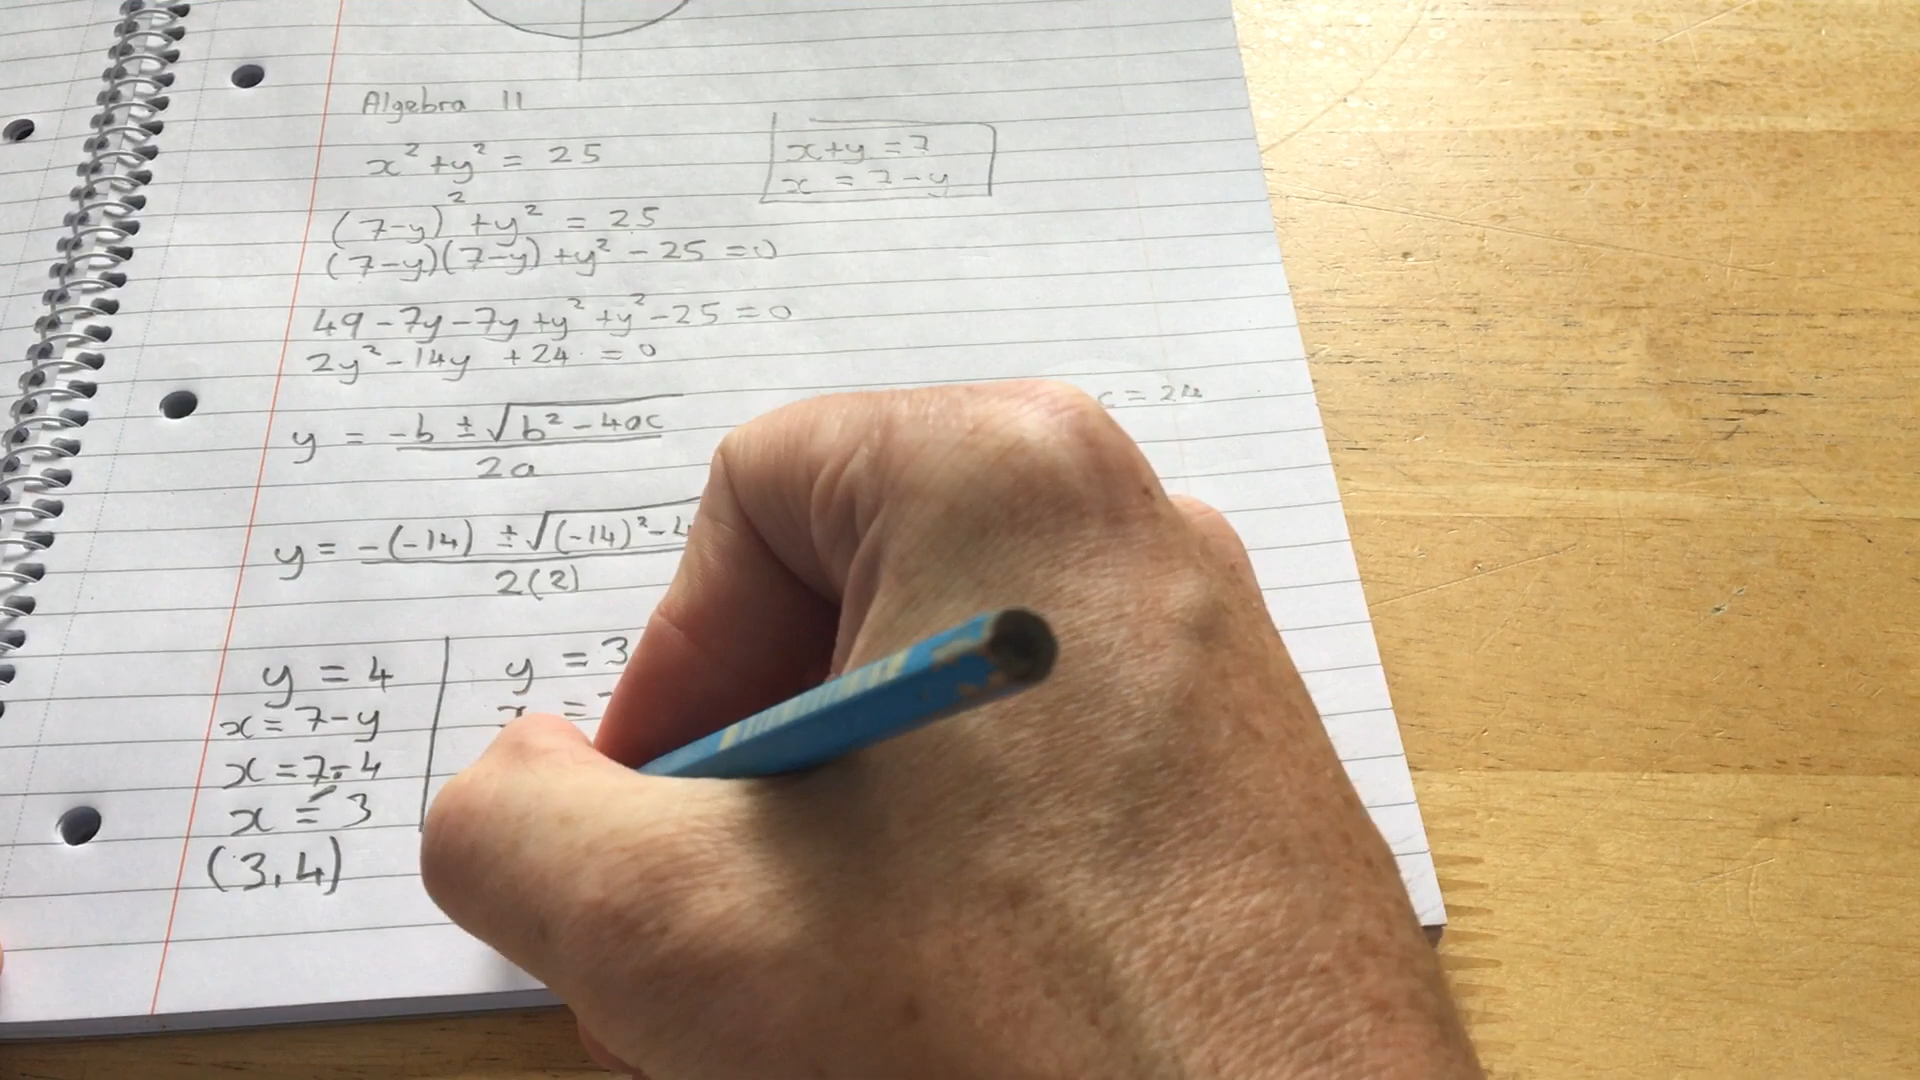 Algebra 11
x² + y² = 25
x + y = 7
x = 7 - y
(7-y)² + y² = 25
(7-y)(7-y) + y² - 25 = 0
49 - 7y - 7y + y² + y² - 25 = 0
2y² - 14y + 24 = 0
c = 24
y = -b ± √b² - 4ac
2a
y = -(-14) ± √(-14)² - 4
2(2)
y = 4
x = 7 - y
x = 7 - 4
x = 3
(3,4)
y = 3
x =